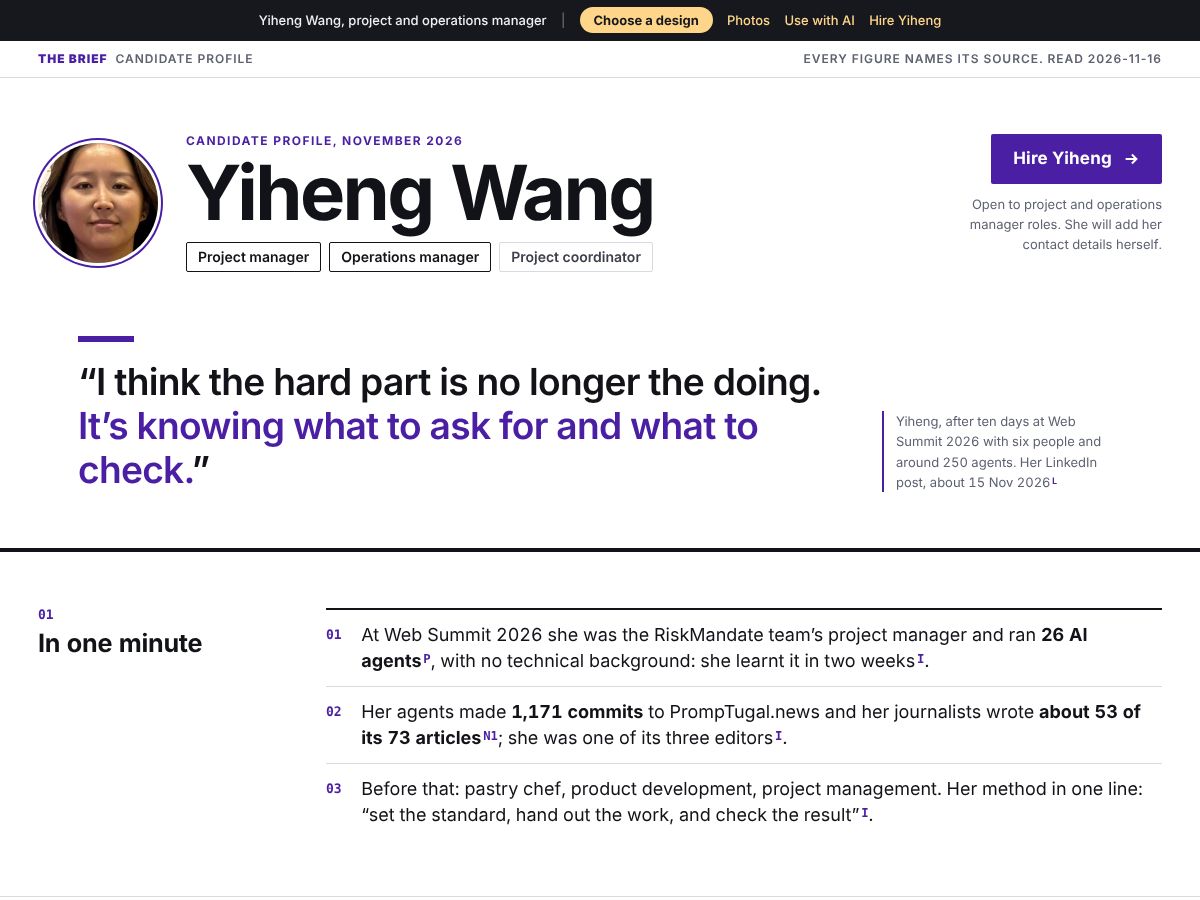 Yiheng Wang, project and operations manager | Choose a design Photos Use with AI Hire Yiheng
THE BRIEF CANDIDATE PROFILE
EVERY FIGURE NAMES ITS SOURCE. READ 2026-11-16
CANDIDATE PROFILE, NOVEMBER 2026
Yiheng Wang
Project manager
Operations manager
Project coordinator
Hire Yiheng →
Open to project and operations
manager roles. She will add her
contact details herself.
“I think the hard part is no longer the doing.
It’s knowing what to ask for and what to
check.”
Yiheng, after ten days at Web
Summit 2026 with six people and
around 250 agents. Her LinkedIn
post, about 15 Nov 2026 L
01
In one minute
01 At Web Summit 2026 she was the RiskMandate team’s project manager and ran 26 AI
agents P, with no technical background: she learnt it in two weeks I.
02 Her agents made 1,171 commits to PrompTugal.news and her journalists wrote about 53 of
its 73 articles N1; she was one of its three editors I.
03 Before that: pastry chef, product development, project management. Her method in one line:
“set the standard, hand out the work, and check the result” I.